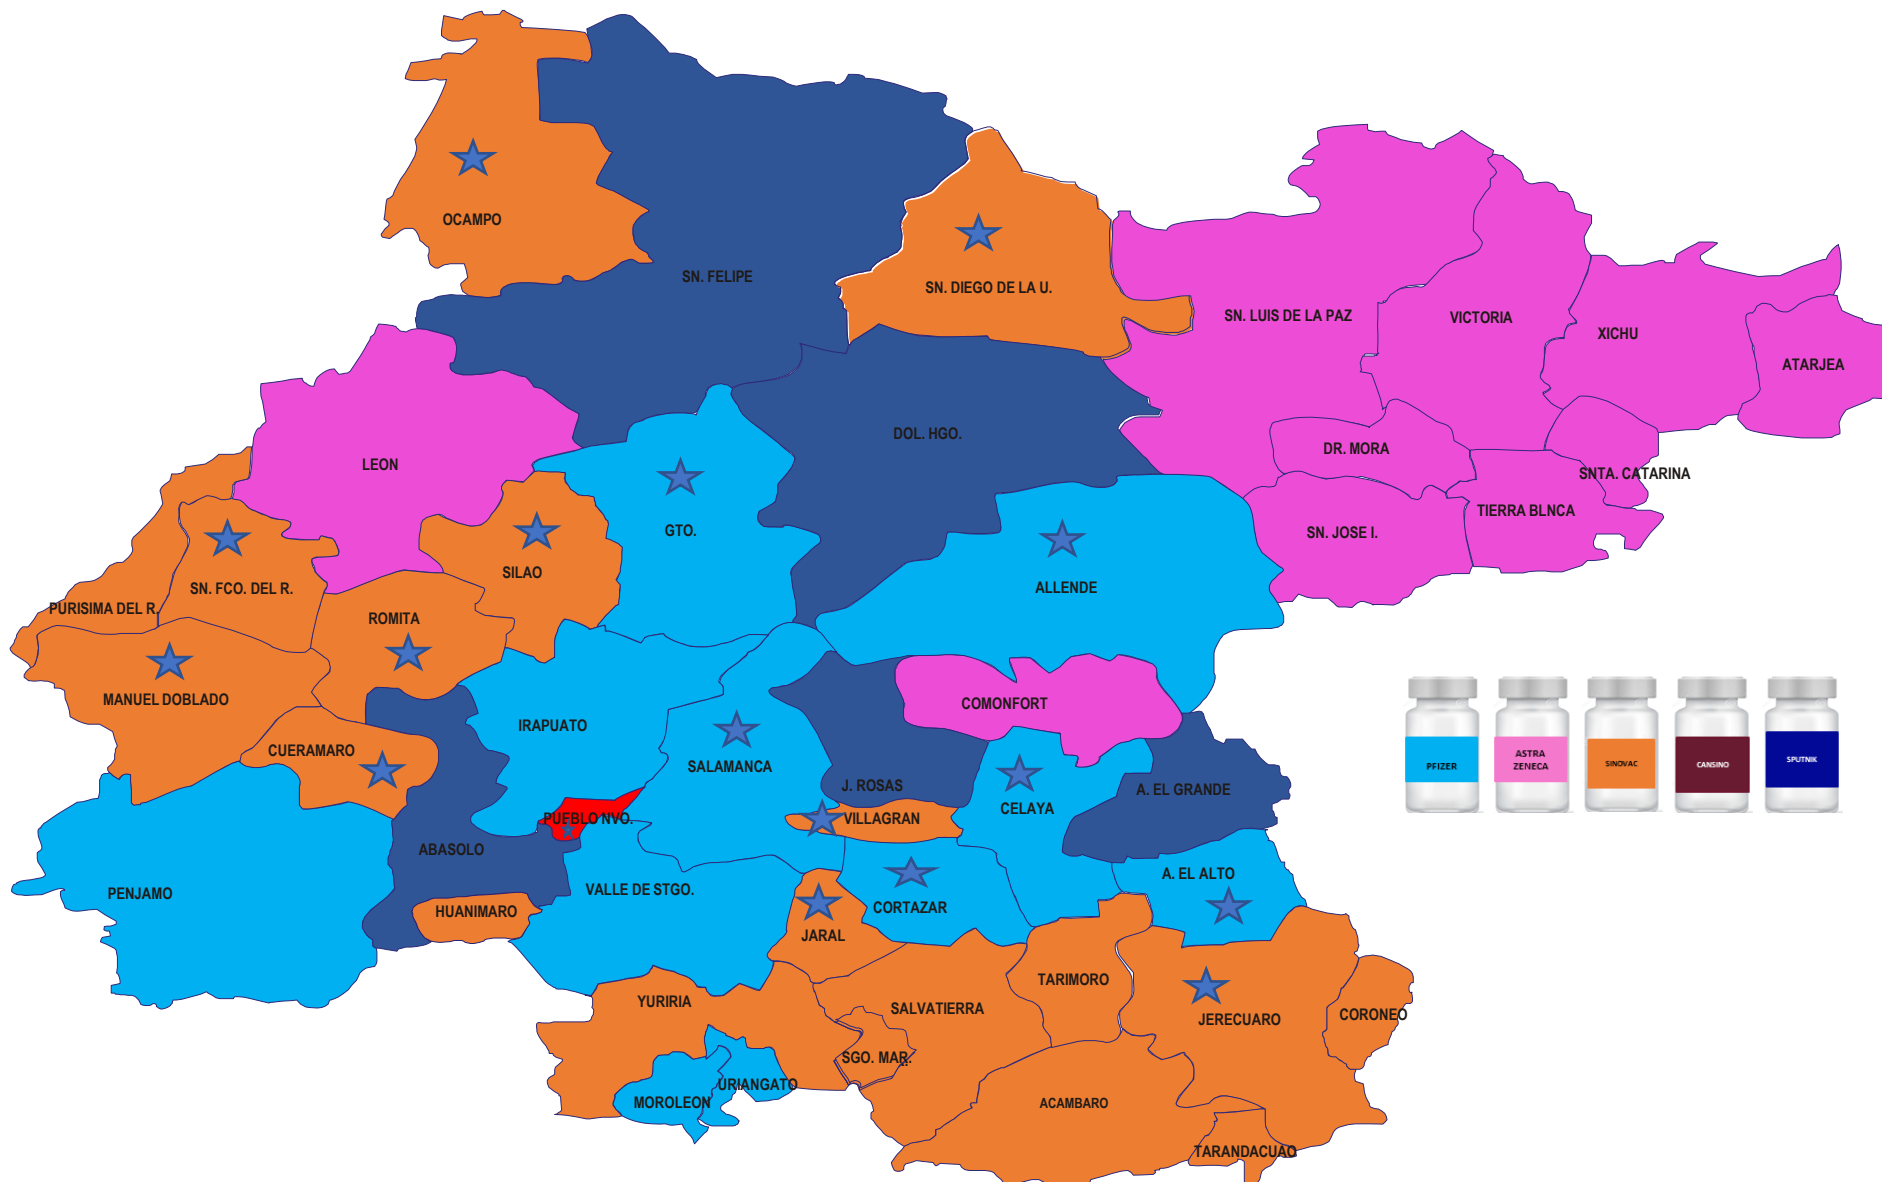 OCAMPO
SN. FELIPE
SN. DIEGO DE LA U.
SN. LUIS DE LA PAZ
VICTORIA
XICHU
ATARJEA
LEON
DOL. HGO.
DR. MORA
SNTA. CATARINA
TIERRA BLNCA
SN. JOSE I.
GTO.
SILAO
ALLENDE
SN. FCO. DEL R.
PURISIMA DEL R.
ROMITA
MANUEL DOBLADO
CUERAMARO
IRAPUATO
SALAMANCA
COMONFORT
J. ROSAS
CELAYA
A. EL GRANDE
PUEBLO NVO.
VILLAGRAN
ABASOLO
PENJAMO
VALLE DE STGO.
CORTAZAR
A. EL ALTO
HUANIMARO
JARAL
TARIMORO
YURIRIA
SALVATIERRA
JERECUARO
CORONEO
SGO. MAR.
URIANGATO
MOROLEON
ACAMBARO
TARANDACUAO
PFIZER
ASTRA
ZENECA
SINOVAC
CANSINO
SPUTNIK